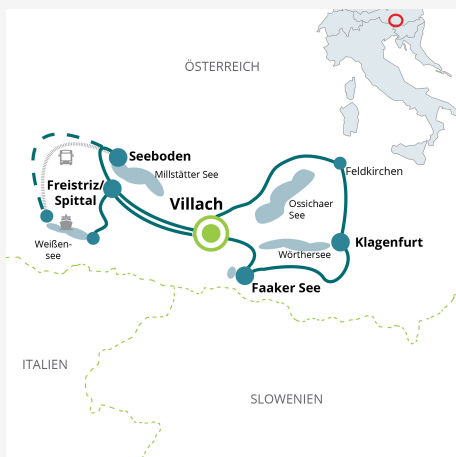 ÖSTERREICH
Seeboden
Millstätter See
Freistriz/
Spittal
Villach
Feldkirchen
Ossichaer
See
Weißen-
see
Wörthersee
Klagenfurt
Faaker See
ITALIEN
SLOWENIEN